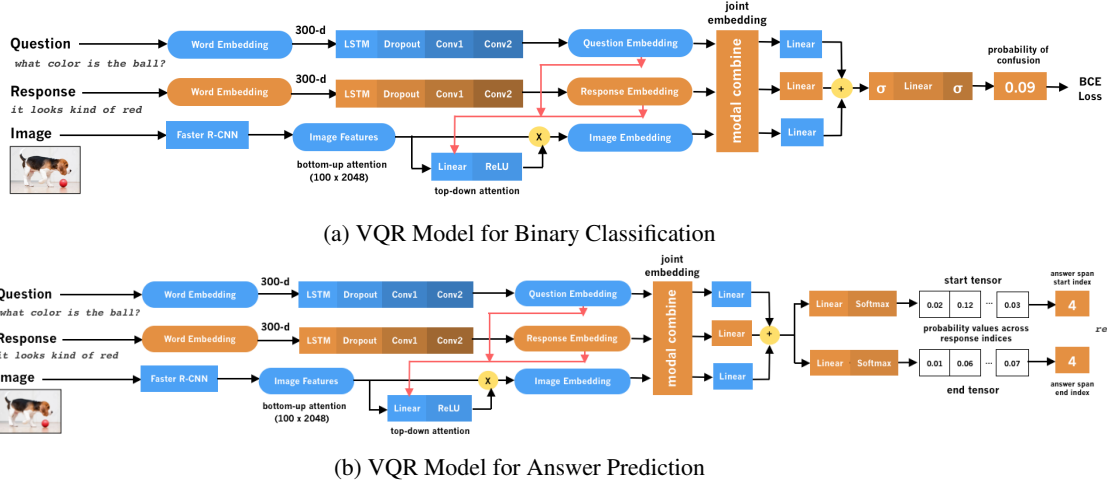 joint
embedding
Question
Word Embedding
300-d
LSTM Dropout Conv1 Conv2
Question Embedding
Linear
what color is the ball?
probability of
confusion
Response
Word Embedding
300-d
LSTM Dropout Conv1 Conv2
Response Embedding
modal combine
Linear
+
σ Linear σ
0.09
BCE
Loss
it looks kind of red
Image
Faster R-CNN
Image Features
X
Image Embedding
Linear
bottom-up attention
(100 x 2048)
Linear ReLU
top-down attention
(a) VQR Model for Binary Classification
joint
embedding
Question
Word Embedding
300-d
LSTM Dropout Conv1 Conv2
Question Embedding
Linear
what color is the ball?
Response
Word Embedding
300-d
LSTM Dropout Conv1 Conv2
Response Embedding
modal combine
Linear
+
it looks kind of red
Image
Faster R-CNN
Image Features
X
Image Embedding
Linear
bottom-up attention
(100 x 2048)
Linear ReLU
top-down attention
start tensor
answer span
start index
Linear Softmax
0.02 0.12 ... 0.03
4
probability values across
response indices
re
Linear Softmax
0.01 0.06 ... 0.07
4
end tensor
answer span
end index
(b) VQR Model for Answer Prediction